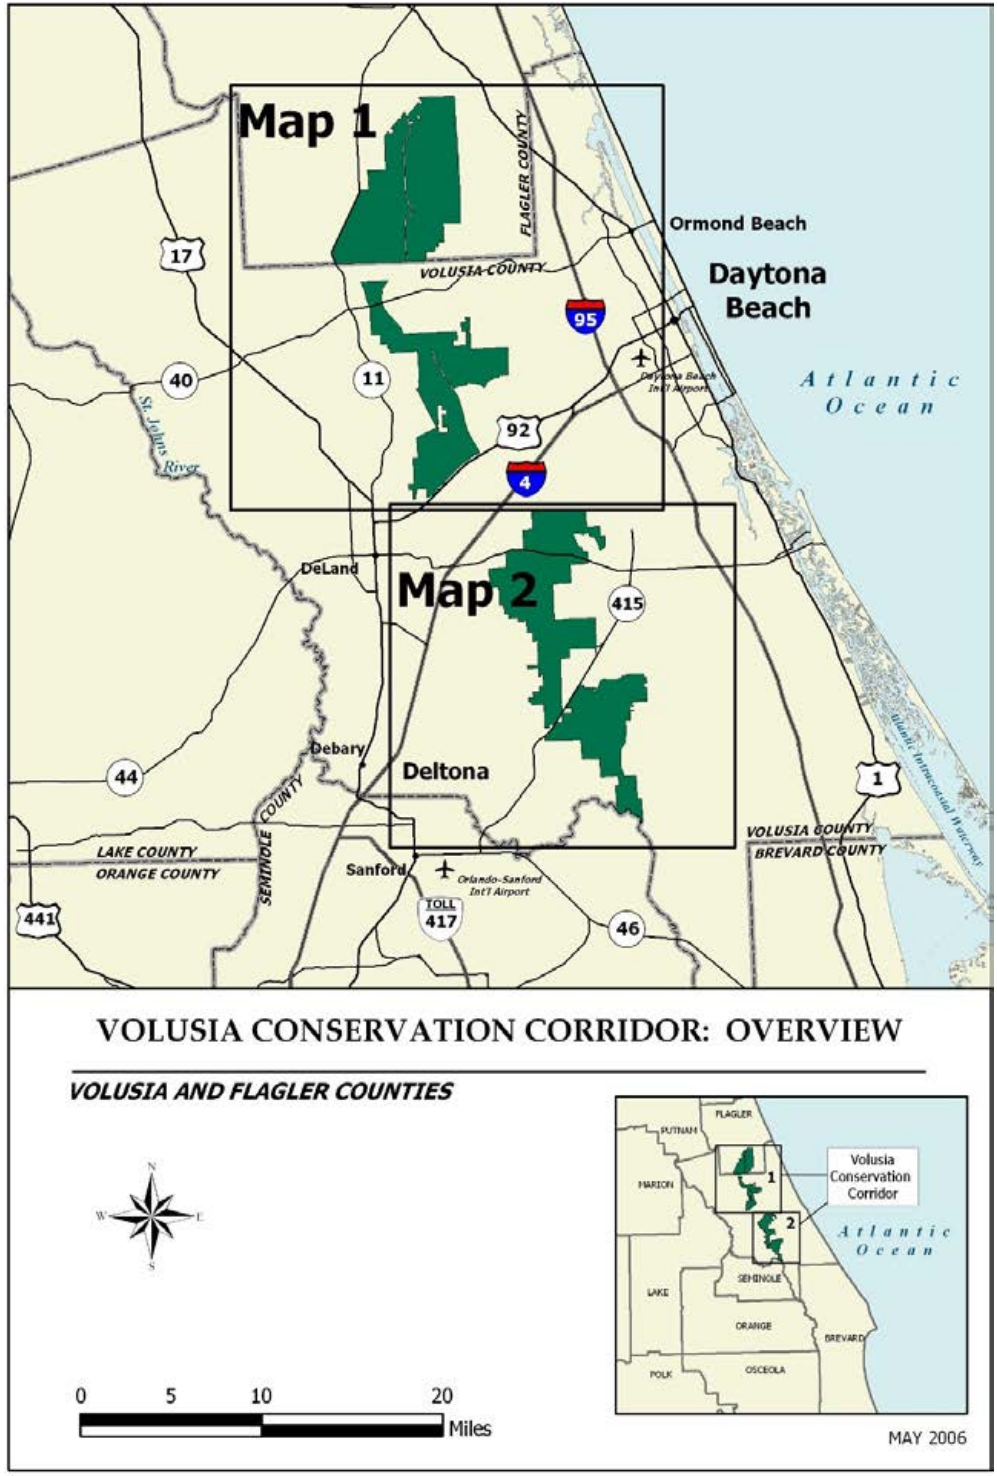 Map 1
FLAGLER COUNTY
Ormond Beach
17
VOLUSIA COUNTY
Daytona
Beach
95
Daytona Beach
Int'l Airport
40
11
Atlantic
Ocean
St. Johns
River
92
4
DeLand
Map 2
415
Debary
Deltona
44
1
Atlantic Intracoastal Waterway
SEMINOLE COUNTY
VOLUSIA COUNTY
BREVARD COUNTY
LAKE COUNTY
ORANGE COUNTY
Sanford
Orlando-Sanford
Int'l Airport
441
TOLL
417
46
VOLUSIA CONSERVATION CORRIDOR: OVERVIEW
VOLUSIA AND FLAGLER COUNTIES
N
W
E
S
FLAGLER
PUTNAM
MARION
1
Volusia
Conservation
Corridor
2
Atlantic
Ocean
SEMINOLE
LAKE
ORANGE
BREVARD
OSCEOLA
POLK
0 5 10 20
Miles
MAY 2006